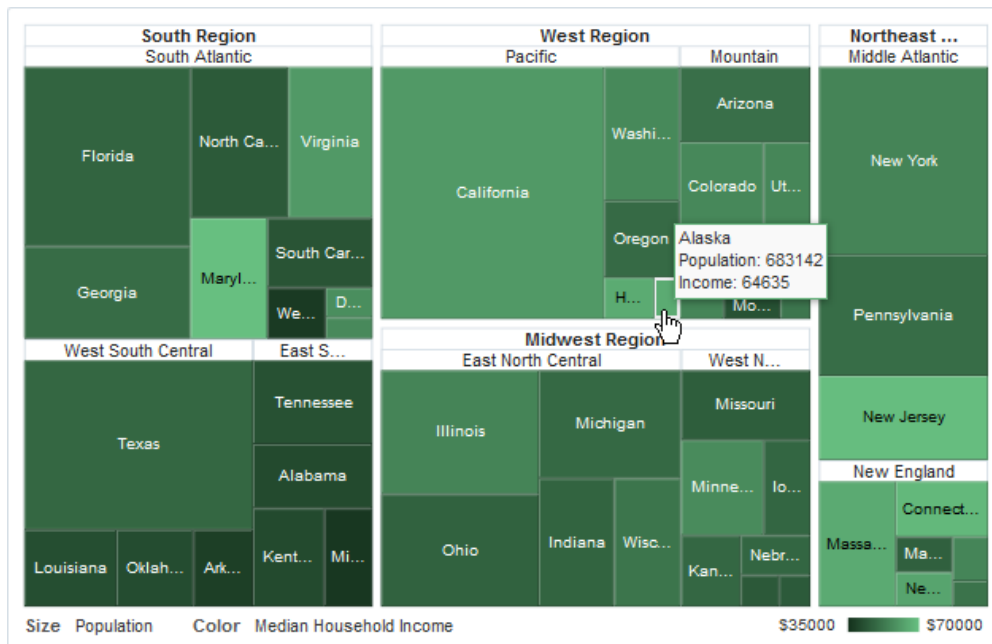 South Region
South Atlantic
Florida
North Ca...
Virginia
Georgia
Maryl...
South Car...
We...
D...
West South Central
East S...
Texas
Tennessee
Alabama
Louisiana
Oklah...
Ark...
Kent...
Mi...
West Region
Pacific
Mountain
California
Washi...
Oregon
H...
Arizona
Colorado
Ut...
Mo...
Alaska
Population: 683142
Income: 64635
Midwest Region
East North Central
West N...
Illinois
Michigan
Ohio
Indiana
Wisc...
Missouri
Minne...
Io...
Kan...
Nebr...
Northeast ...
Middle Atlantic
New York
Pennsylvania
New Jersey
New England
Massa...
Connect...
Ma...
Ne...
Size Population Color Median Household Income $35000 $70000